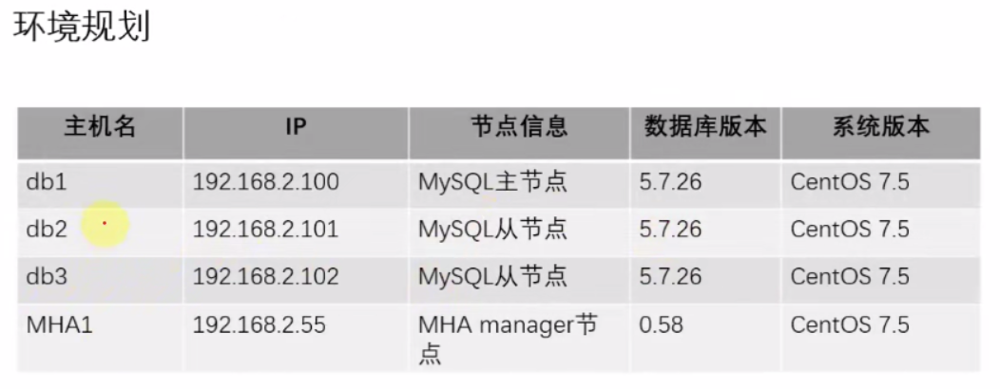 环境规划
主机名 IP 节点信息 数据库版本 系统版本
db1 192.168.2.100 MySQL主节点 5.7.26 CentOS 7.5
db2 192.168.2.101 MySQL从节点 5.7.26 CentOS 7.5
db3 192.168.2.102 MySQL从节点 5.7.26 CentOS 7.5
MHA1 192.168.2.55 MHA manager节 0.58 CentOS 7.5
点